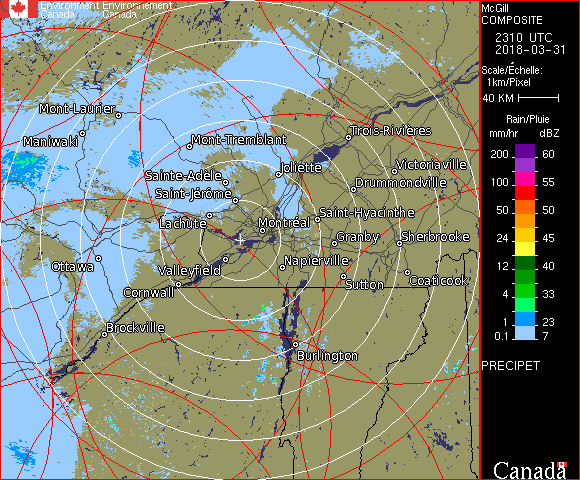 Environment Environnement
Canada Canada
McGill
COMPOSITE
2310 UTC
2018-03-31
Scale/Échelle:
1km/Pixel
40 KM
Rain/Pluie
mm/hr dBZ
200 60
100 55
50 50
24 45
12 40
4 33
1 23
0.1 7
PRECIPET
Canada
Mont-Laurier
Maniwaki
Mont-Tremblant
Trois-Rivières
Joliette
Victoriaville
Sainte-Adèle
Drummondville
Saint-Jérôme
Lachute
Saint-Hyacinthe
Montréal
Granby
Sherbrooke
Ottawa
Valleyfield
Napierville
Sutton
Coaticook
Cornwall
Brockville
Burlington